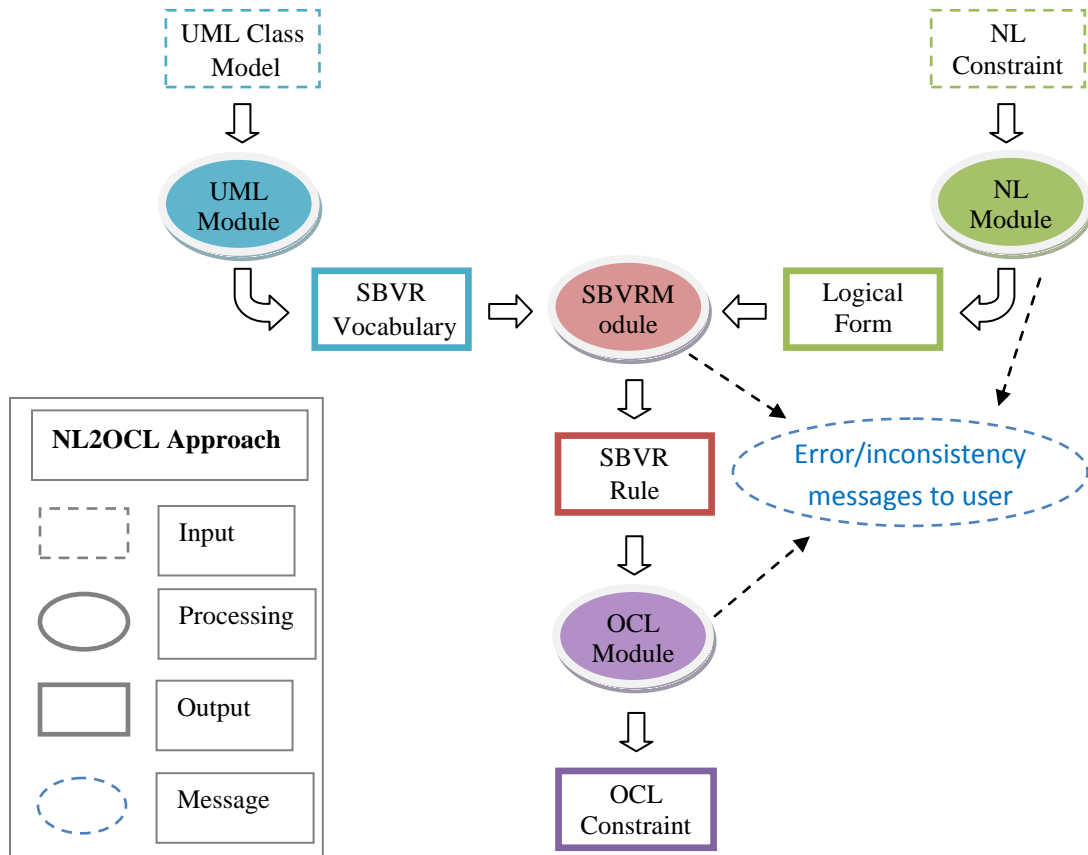 UML Class
Model
NL
Constraint
UML
Module
NL
Module
SBVR
Vocabulary
SBVRM
odule
Logical
Form
NL2OCL Approach
Input
Processing
Output
Message
SBVR
Rule
Error/inconsistency
messages to user
OCL
Module
OCL
Constraint